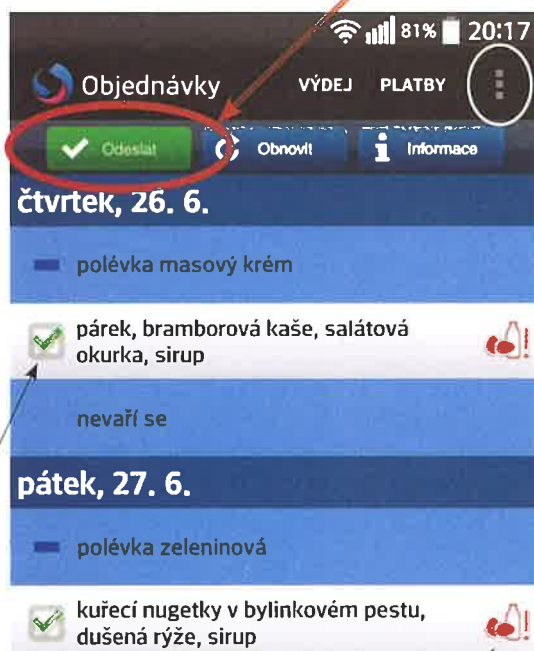 81% 20:17
Objednávky VÝDEJ PLATBY
Odeslat Obnovit Informace
čtvrtek, 26. 6.
polévka masový krém
párek, bramborová kaše, salátová
okurka, sirup
nevaří se
pátek, 27. 6.
polévka zeleninová
kuřecí nugetky v bylinkovém pestu,
dušená rýže, sirup